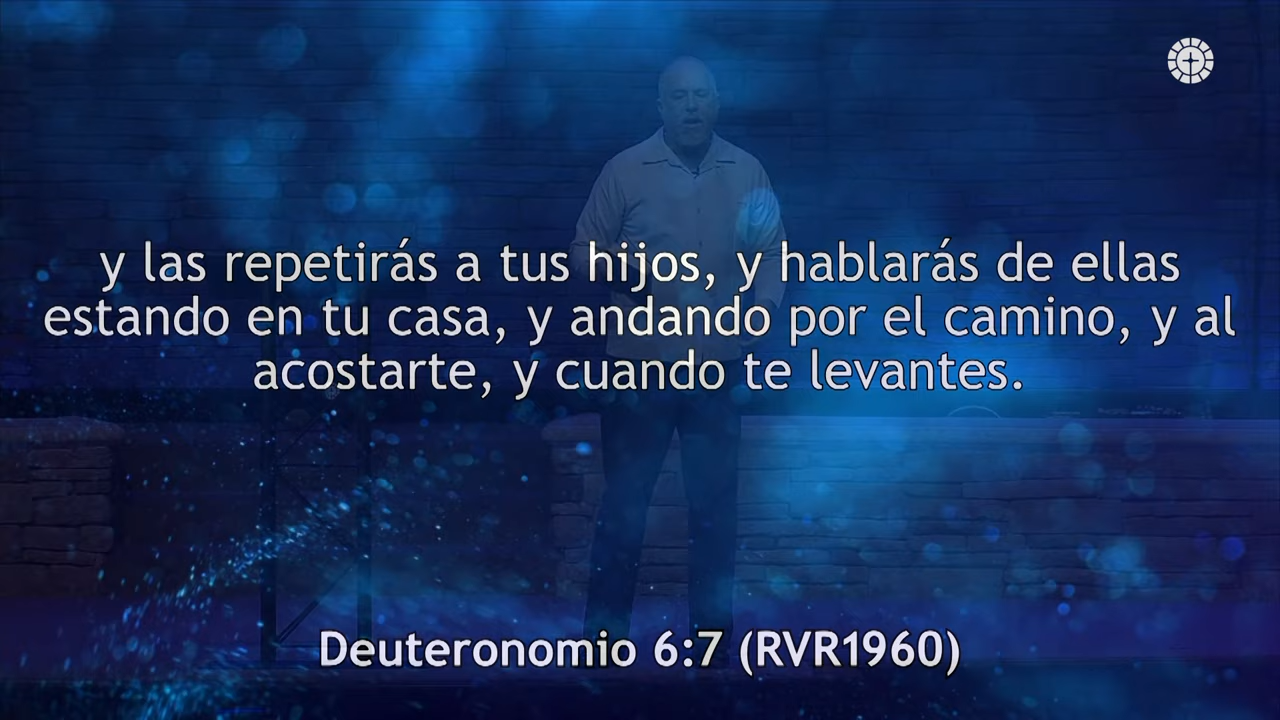 y las repetirás a tus hijos, y hablarás de ellas
estando en tu casa, y andando por el camino, y al
acostarte, y cuando te levantes.
Deuteronomio 6:7 (RVR1960)